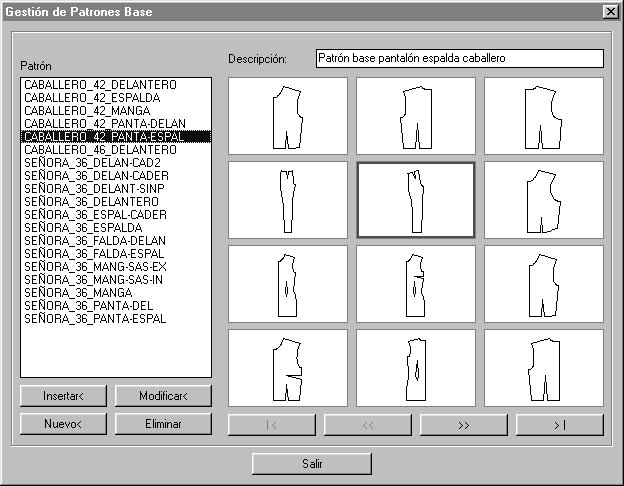 Gestión de Patrones Base
Descripción:
Patrón base pantalón espalda caballero
Patrón
CABALLERO_42_DELANTERO
CABALLERO_42_ESPALDA
CABALLERO_42_MANGA
CABALLERO_42_PANTA-DELAN
CABALLERO_42_PANTA-ESPAL
CABALLERO_46_DELANTERO
SEÑORA_36_DELAN-CAD2
SEÑORA_36_DELAN-CADER
SEÑORA_36_DELANT-SINP
SEÑORA_36_DELANTERO
SEÑORA_36_ESPAL-CADER
SEÑORA_36_ESPALDA
SEÑORA_36_FALDA-DELAN
SEÑORA_36_FALDA-ESPAL
SEÑORA_36_MANG-SAS-EX
SEÑORA_36_MANG-SAS-IN
SEÑORA_36_MANGA
SEÑORA_36_PANTA-DEL
SEÑORA_36_PANTA-ESPAL
Insertar<
Modificar<
Nuevo<
Eliminar
|<
<<
>>
>|
Salir